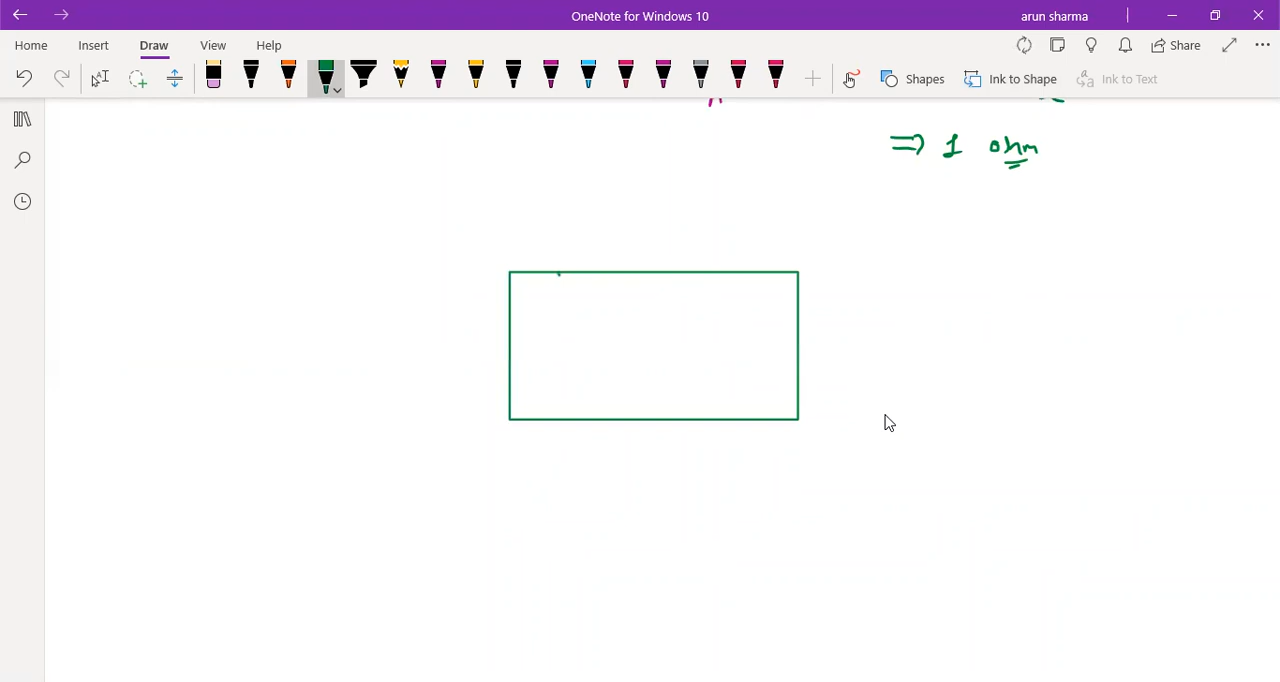 OneNote for Windows 10
arun sharma
Home Insert Draw View Help
Share
Shapes Ink to Shape Ink to Text
⇒ 1 ohm